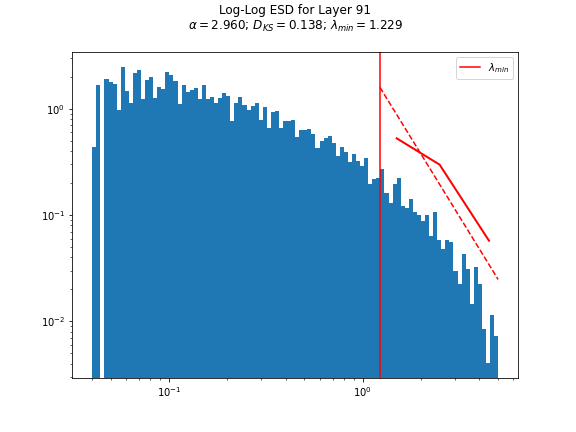 Log-Log ESD for Layer 91
α = 2.960; D_KS = 0.138; λ_min = 1.229
λ_min
10^0
10^-1
10^-2
10^-1
10^0